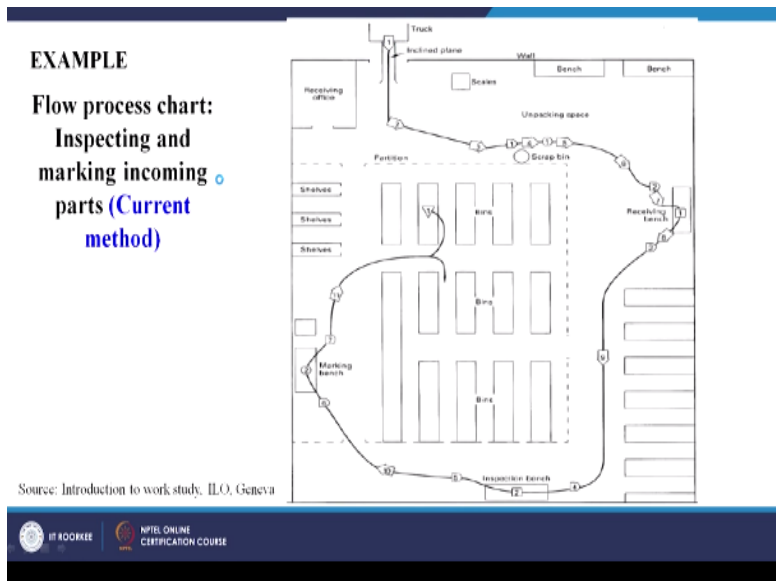 EXAMPLE
Flow process chart:
Inspecting and
marking incoming
parts (Current
method)
Truck
1
Inclined plane
Wall
Bench
Bench
Receiving
office
Scales
Unpacking space
Partition
Scrap bin
Shelves
Shelves
Shelves
Bins
Receiving
bench
Bins
Marking
bench
Bins
Inspection bench
Source: Introduction to work study, ILO, Geneva
IIT ROORKEE
NPTEL ONLINE
CERTIFICATION COURSE